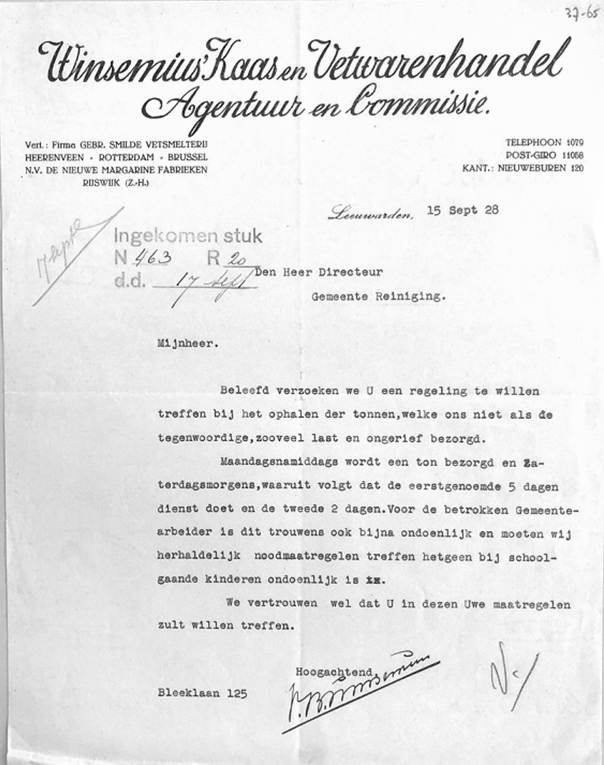 37-65
Winsemius' Kaas en Vetwarenhandel
Agentuur en Commissie.
Vert.: Firma GEBR. SMILDE VETSMELTERIJ
HEERENVEEN - ROTTERDAM - BRUSSEL
N.V. DE NIEUWE MARGARINE FABRIEKEN
RIJSWIJK (Z.-H.)
TELEPHOON 1079
POST-GIRO 11058
KANT.: NIEUWEBUREN 120
Leeuwarden, 15 Sept 28
Ingekomen stuk
N 463 R 20
d.d. 17 sept
Den Heer Directeur
Gemeente Reiniging.
Mijnheer.
Beleefd verzoeken we U een regeling te willen
treffen bij het ophalen der tonnen,welke ons niet als de
tegenwoordige,zooveel last en ongerief bezorgd.
Maandagsnamiddags wordt een ton bezorgd en Za-
terdagsmorgens,waaruit volgt dat de eerstgenoemde 5 dagen
dienst doet en de tweede 2 dagen.Voor de betrokken Gemeente-
arbeider is dit trouwens ook bijna ondoenlijk en moeten wij
herhaldelijk noodmaatregelen treffen hetgeen bij school-
gaande kinderen ondoenlijk is
We vertrouwen wel dat U in dezen Uwe maatregelen
zult willen treffen.
Hoogachtend
Bleeklaan 125